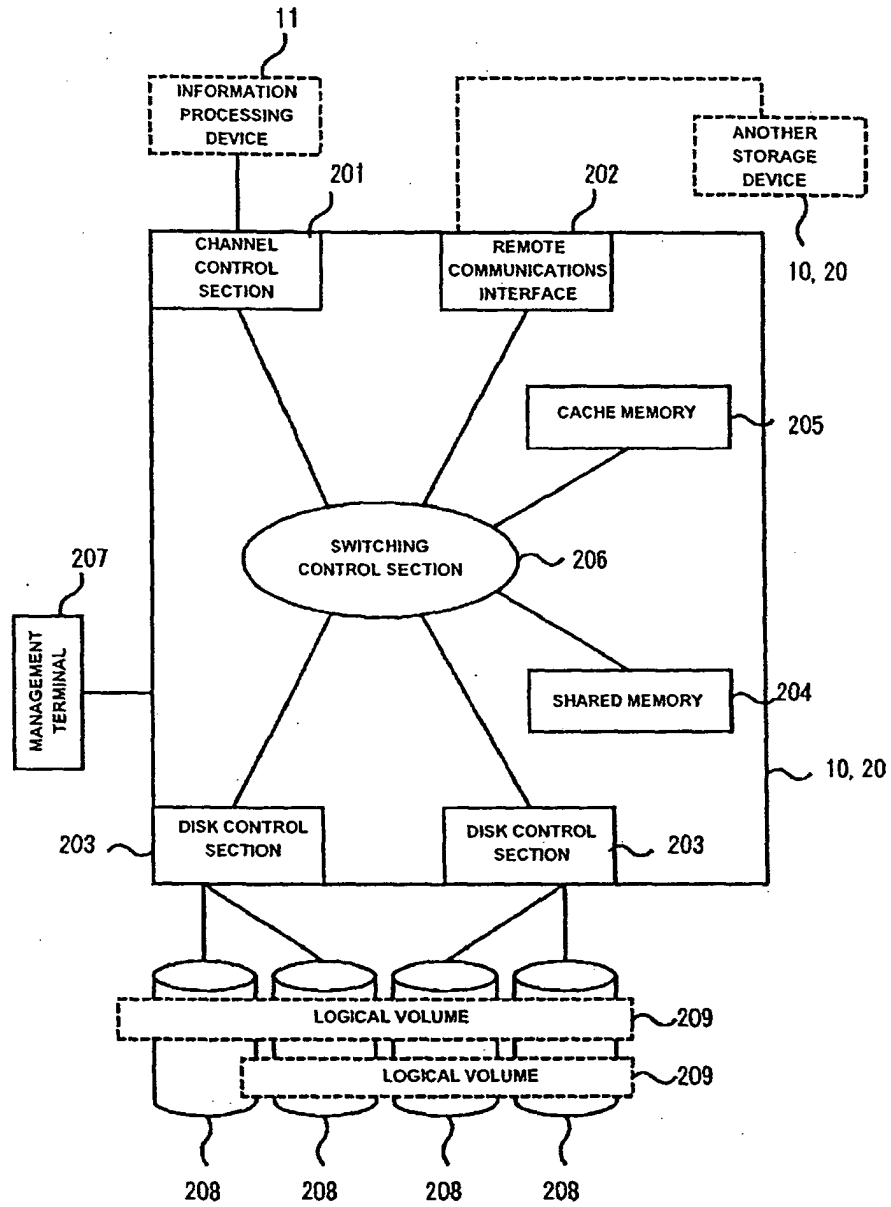 11
INFORMATION
PROCESSING
DEVICE
ANOTHER
STORAGE
DEVICE
201
202
CHANNEL
CONTROL
SECTION
REMOTE
COMMUNICATIONS
INTERFACE
10, 20
CACHE MEMORY
205
SWITCHING
CONTROL SECTION
206
207
MANAGEMENT
TERMINAL
SHARED MEMORY
204
10, 20
203
DISK CONTROL
SECTION
DISK CONTROL
SECTION
203
LOGICAL VOLUME
209
LOGICAL VOLUME
209
208
208
208
208